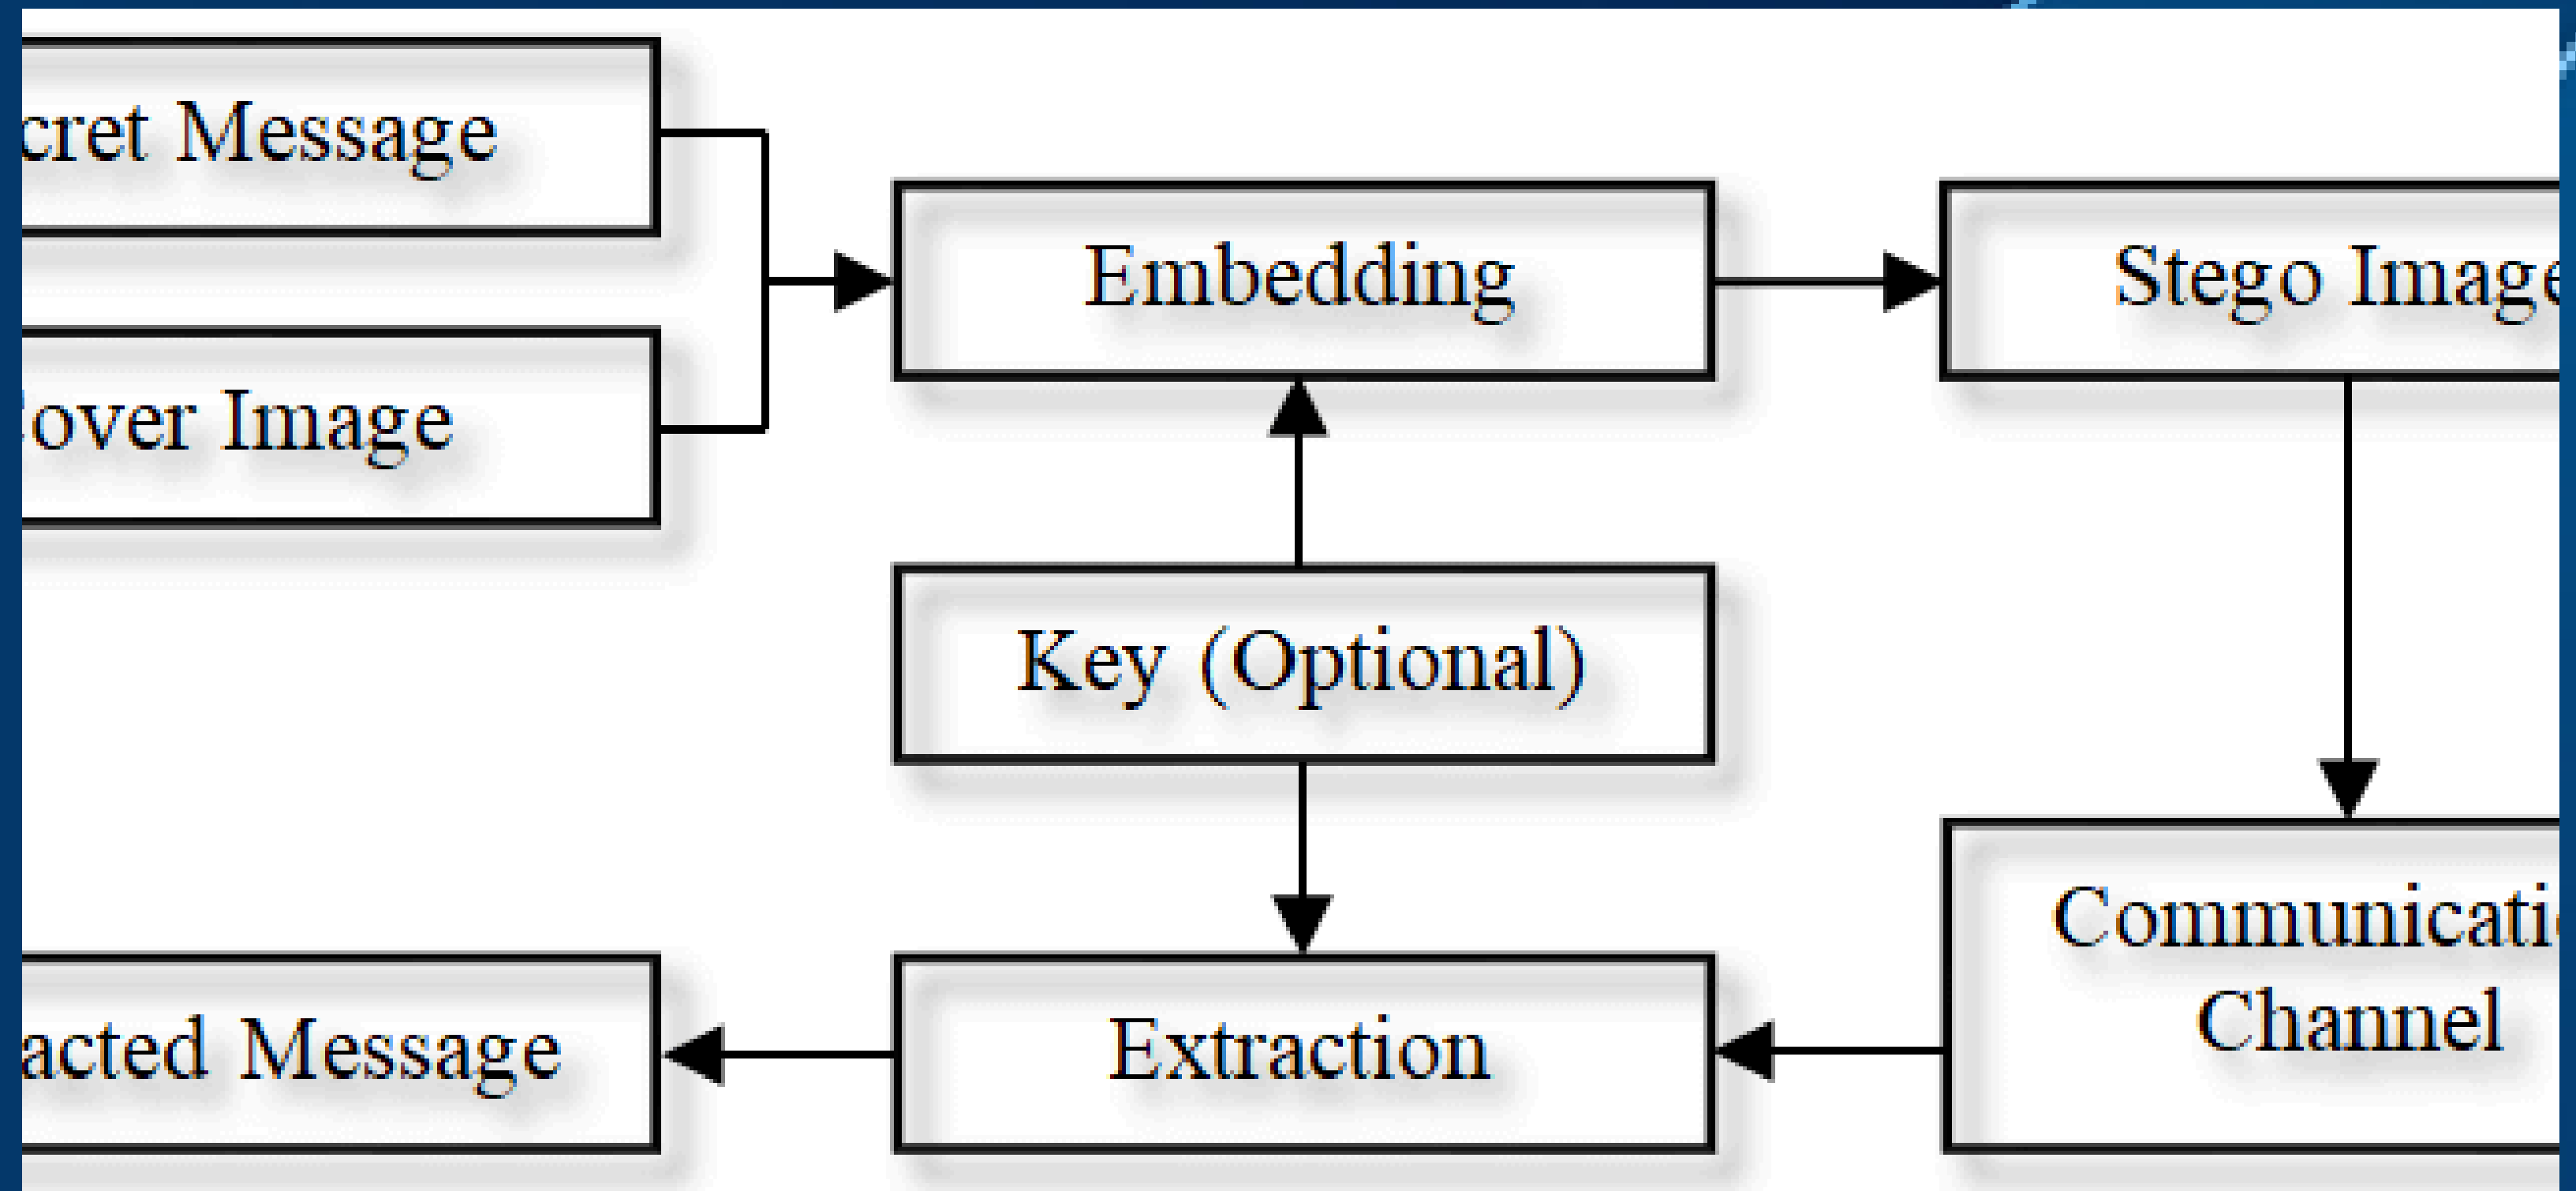 cret Message
Embedding
Stego Image
over Image
Key (Optional)
Communicati
Channel
acted Message
Extraction